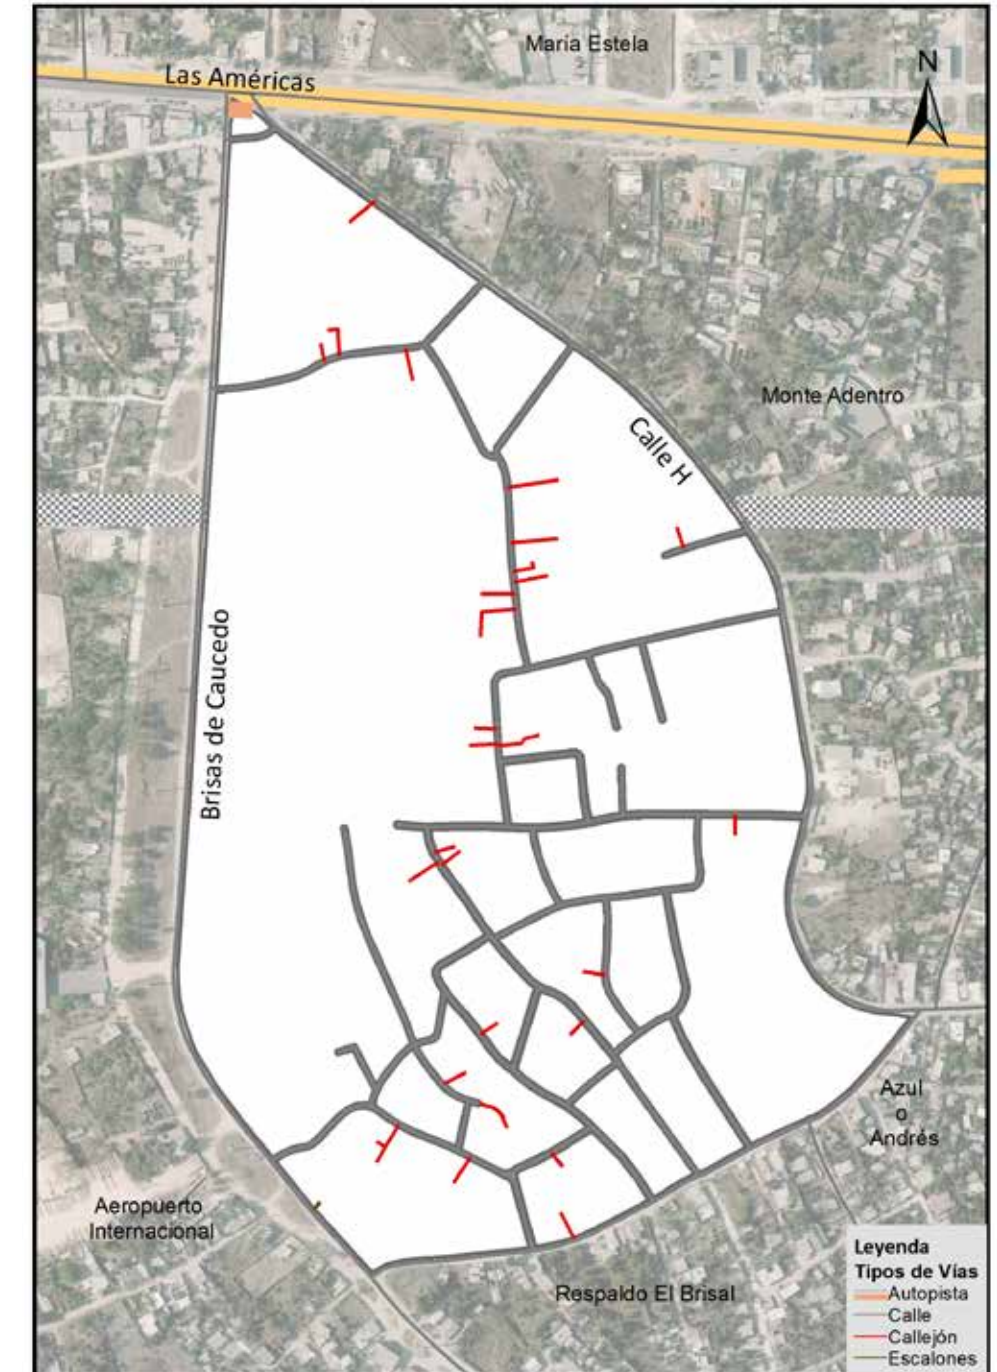 María Estela
N
Las Américas
Monte Adentro
Calle H
Brisas de Caucedo
Azul
o
Andrés
Aeropuerto
Internacional
Respaldo El Brisal
Leyenda
Tipos de Vías
Autopista
Calle
Callejón
Escalones